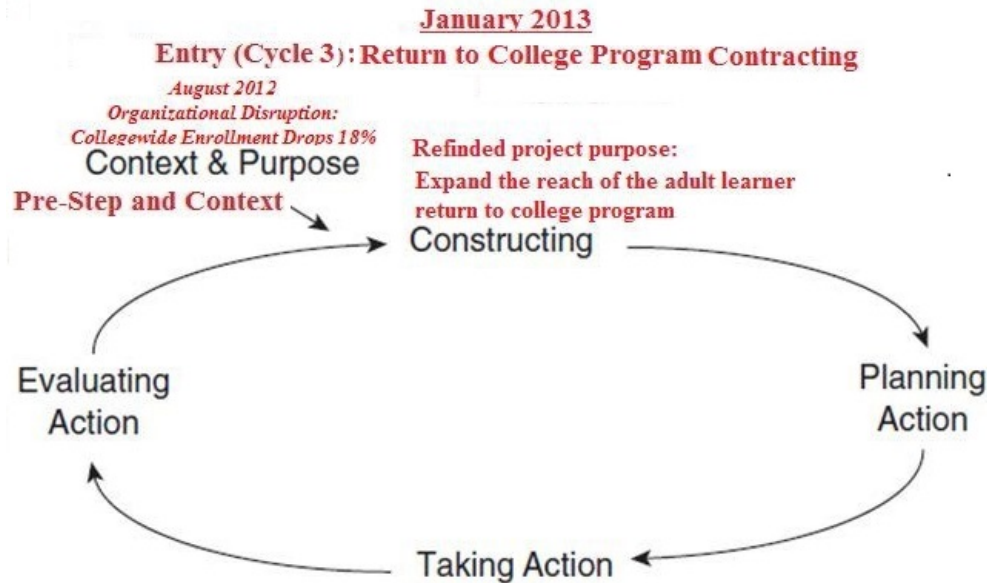 January 2013
Entry (Cycle 3): Return to College Program Contracting
August 2012
Organizational Disruption:
Collegewide Enrollment Drops 18%
Context & Purpose
Pre-Step and Context
Refinded project purpose:
Expand the reach of the adult learner
return to college program
Constructing
Evaluating
Action
Planning
Action
Taking Action